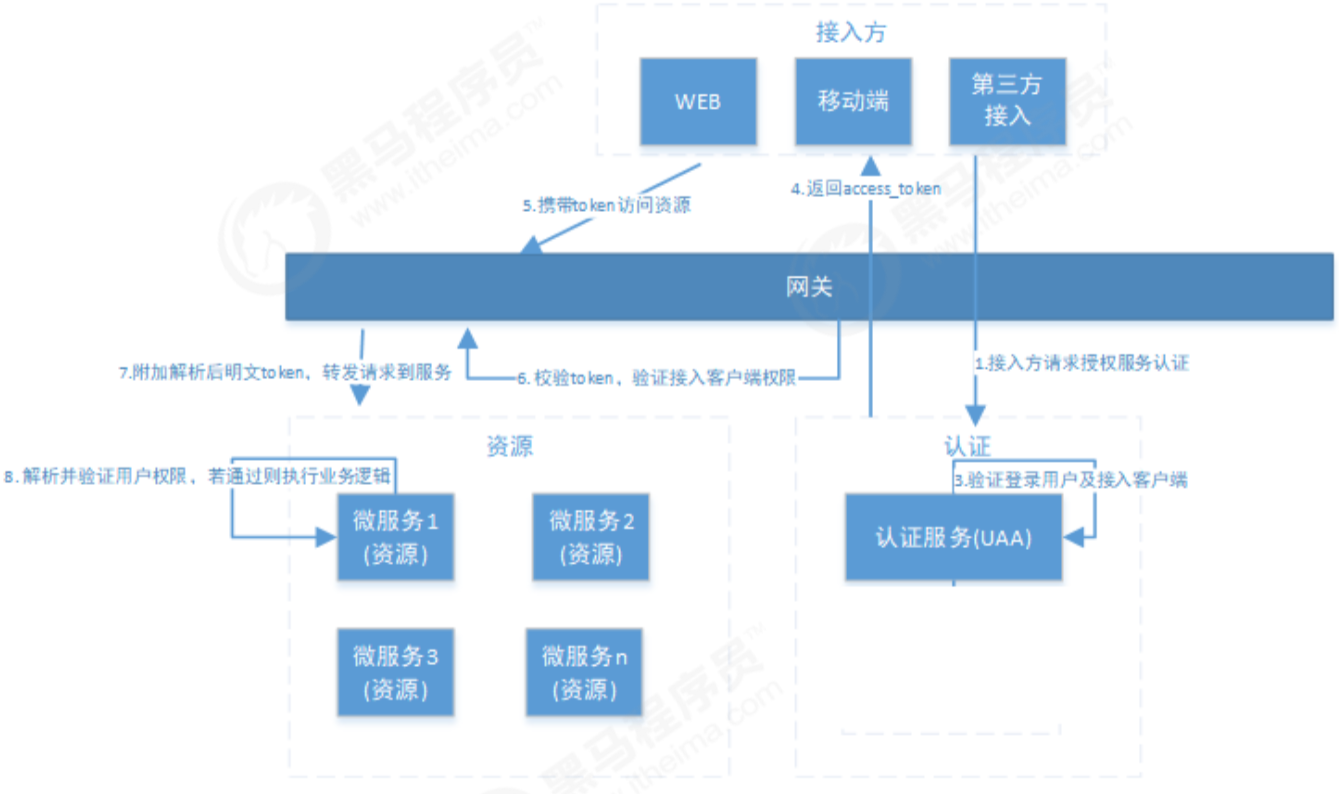 接入方
WEB
移动端
第三方
接入
黑马程序员™
www.itheima.com
4.返回access_token
5.携带token访问资源
黑马程序员™
www.itheima.com
网关
1.接入方请求授权服务认证
7.附加解析后明文token，转发请求到服务
6.校验token，验证接入客户端权限
资源
认证
8.解析并验证用户权限，若通过则执行业务逻辑
3.验证登录用户及接入客户端
微服务1
(资源)
微服务2
(资源)
认证服务(UAA)
微服务3
(资源)
微服务n
(资源)
黑马程序员™
www.itheima.com